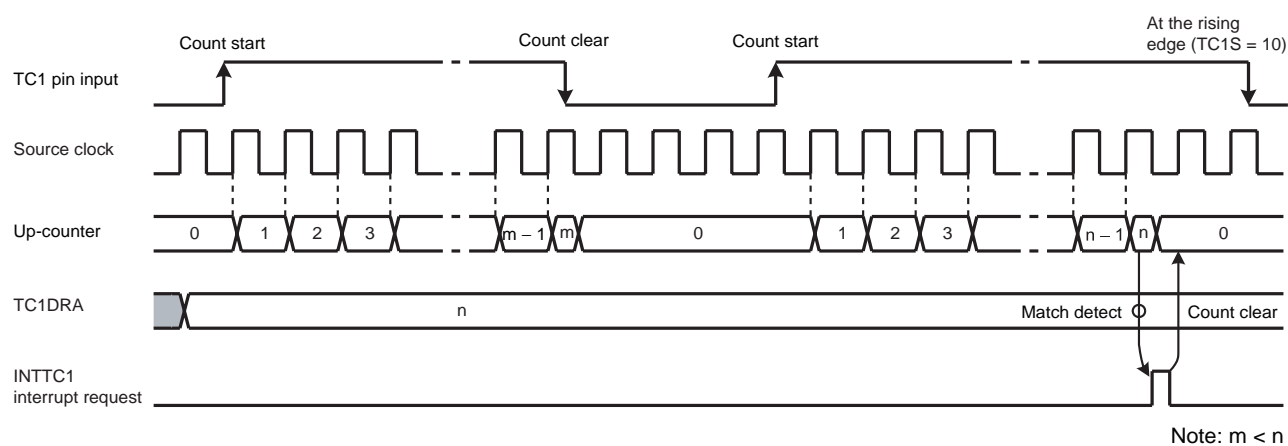 At the rising
edge (TC1S = 10)
Count start
Count clear
Count start
TC1 pin input
Source clock
Up-counter
0 1 2 3 m – 1 m 0 1 2 3 n – 1 n 0
TC1DRA
n
Match detect
Count clear
INTTC1
interrupt request
Note: m < n